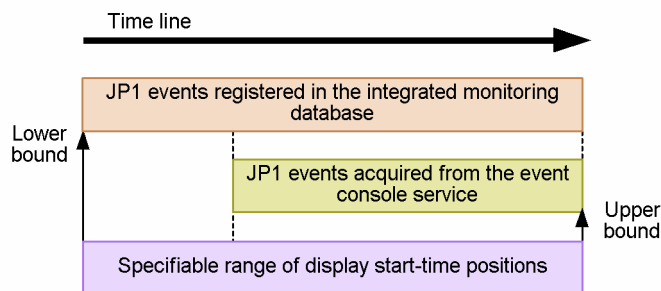 Time line
JP1 events registered in the integrated monitoring
database
Lower
bound
JP1 events acquired from the event
console service
Upper
bound
Specifiable range of display start-time positions